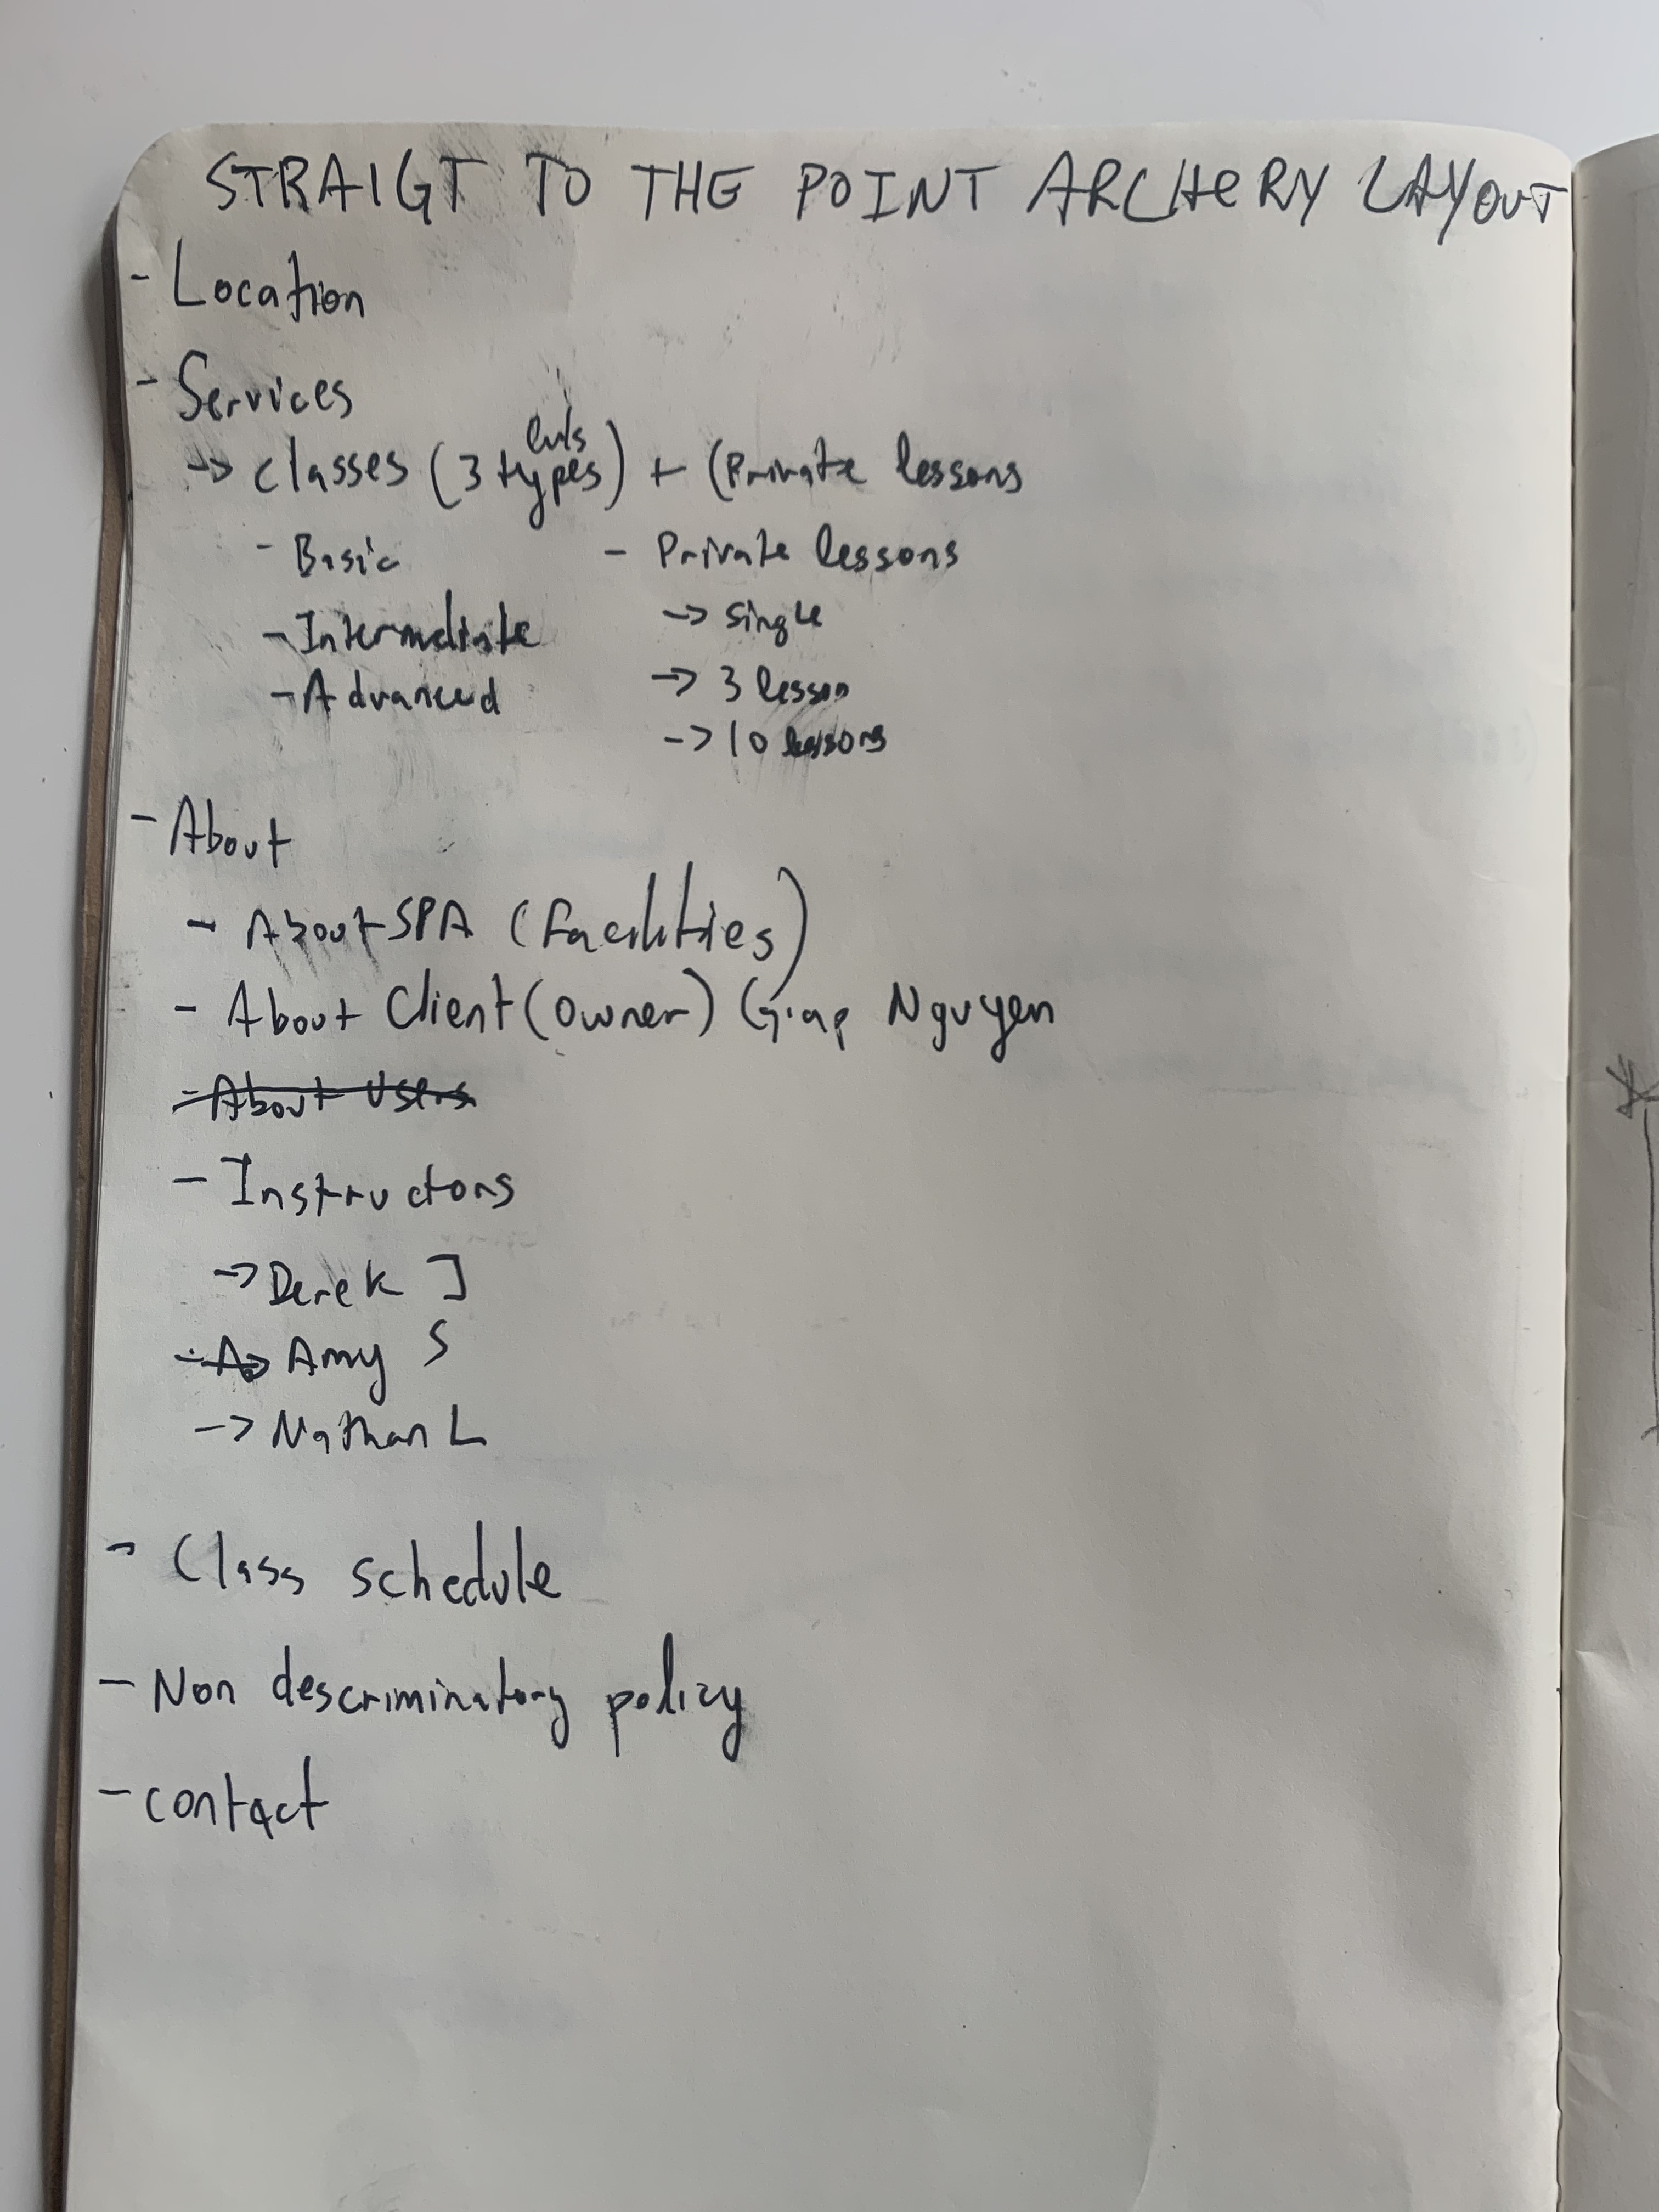 STRAIGT TO THE POINT ARCHERY LAYOUT
- Location
- Services
lvls
-> classes (3 types) + (Private lessons
- Basic - Private lessons
-> single
- Intermediate
-> 3 lesson
- Advanced
-> 10 lessons
- About
- About SPA (facilities)
- About Client (owner) Giap Nguyen
- About Users
- Instructors
-> Derek J
-> Amy S
-> Nathan L
- Class schedule
- Non descriminatory policy
- contact